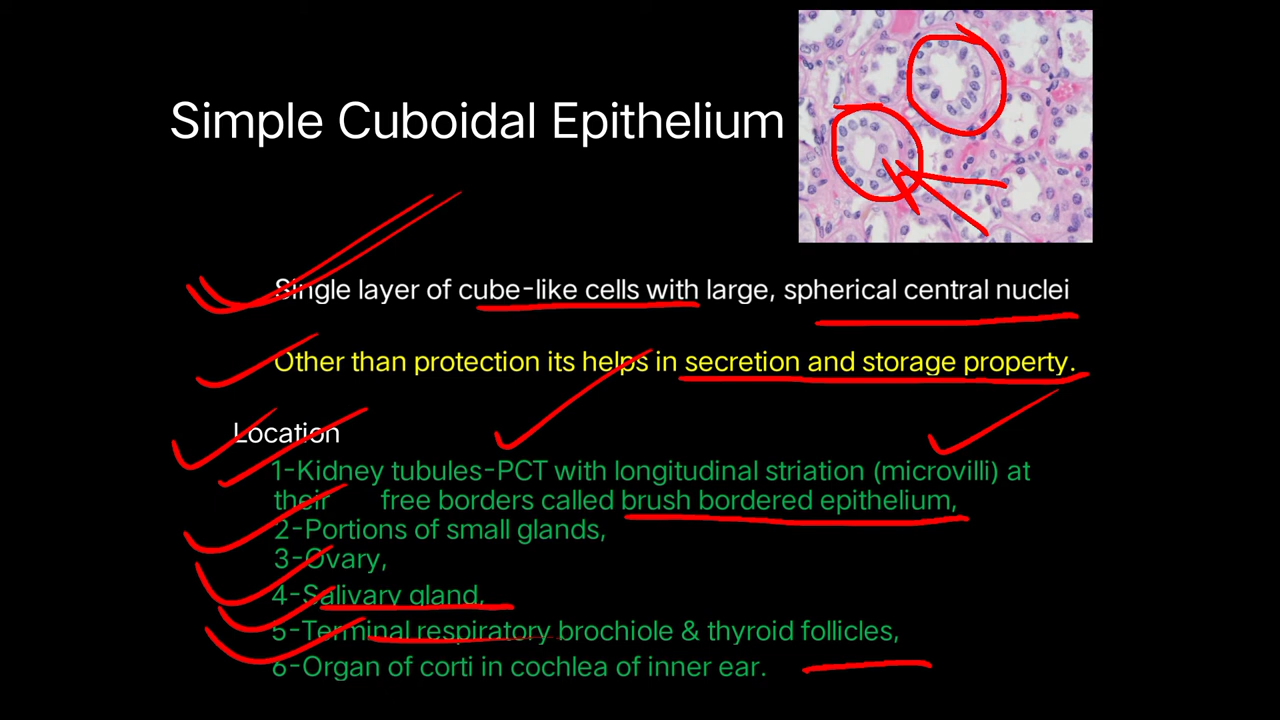 Simple Cuboidal Epithelium
Single layer of cube-like cells with large, spherical central nuclei
Other than protection its helps in secretion and storage property.
Location
1-Kidney tubules-PCT with longitudinal striation (microvilli) at
their free borders called brush bordered epithelium,
2-Portions of small glands,
3-Ovary,
4-Salivary gland,
5-Terminal respiratory brochiole & thyroid follicles,
6-Organ of corti in cochlea of inner ear.